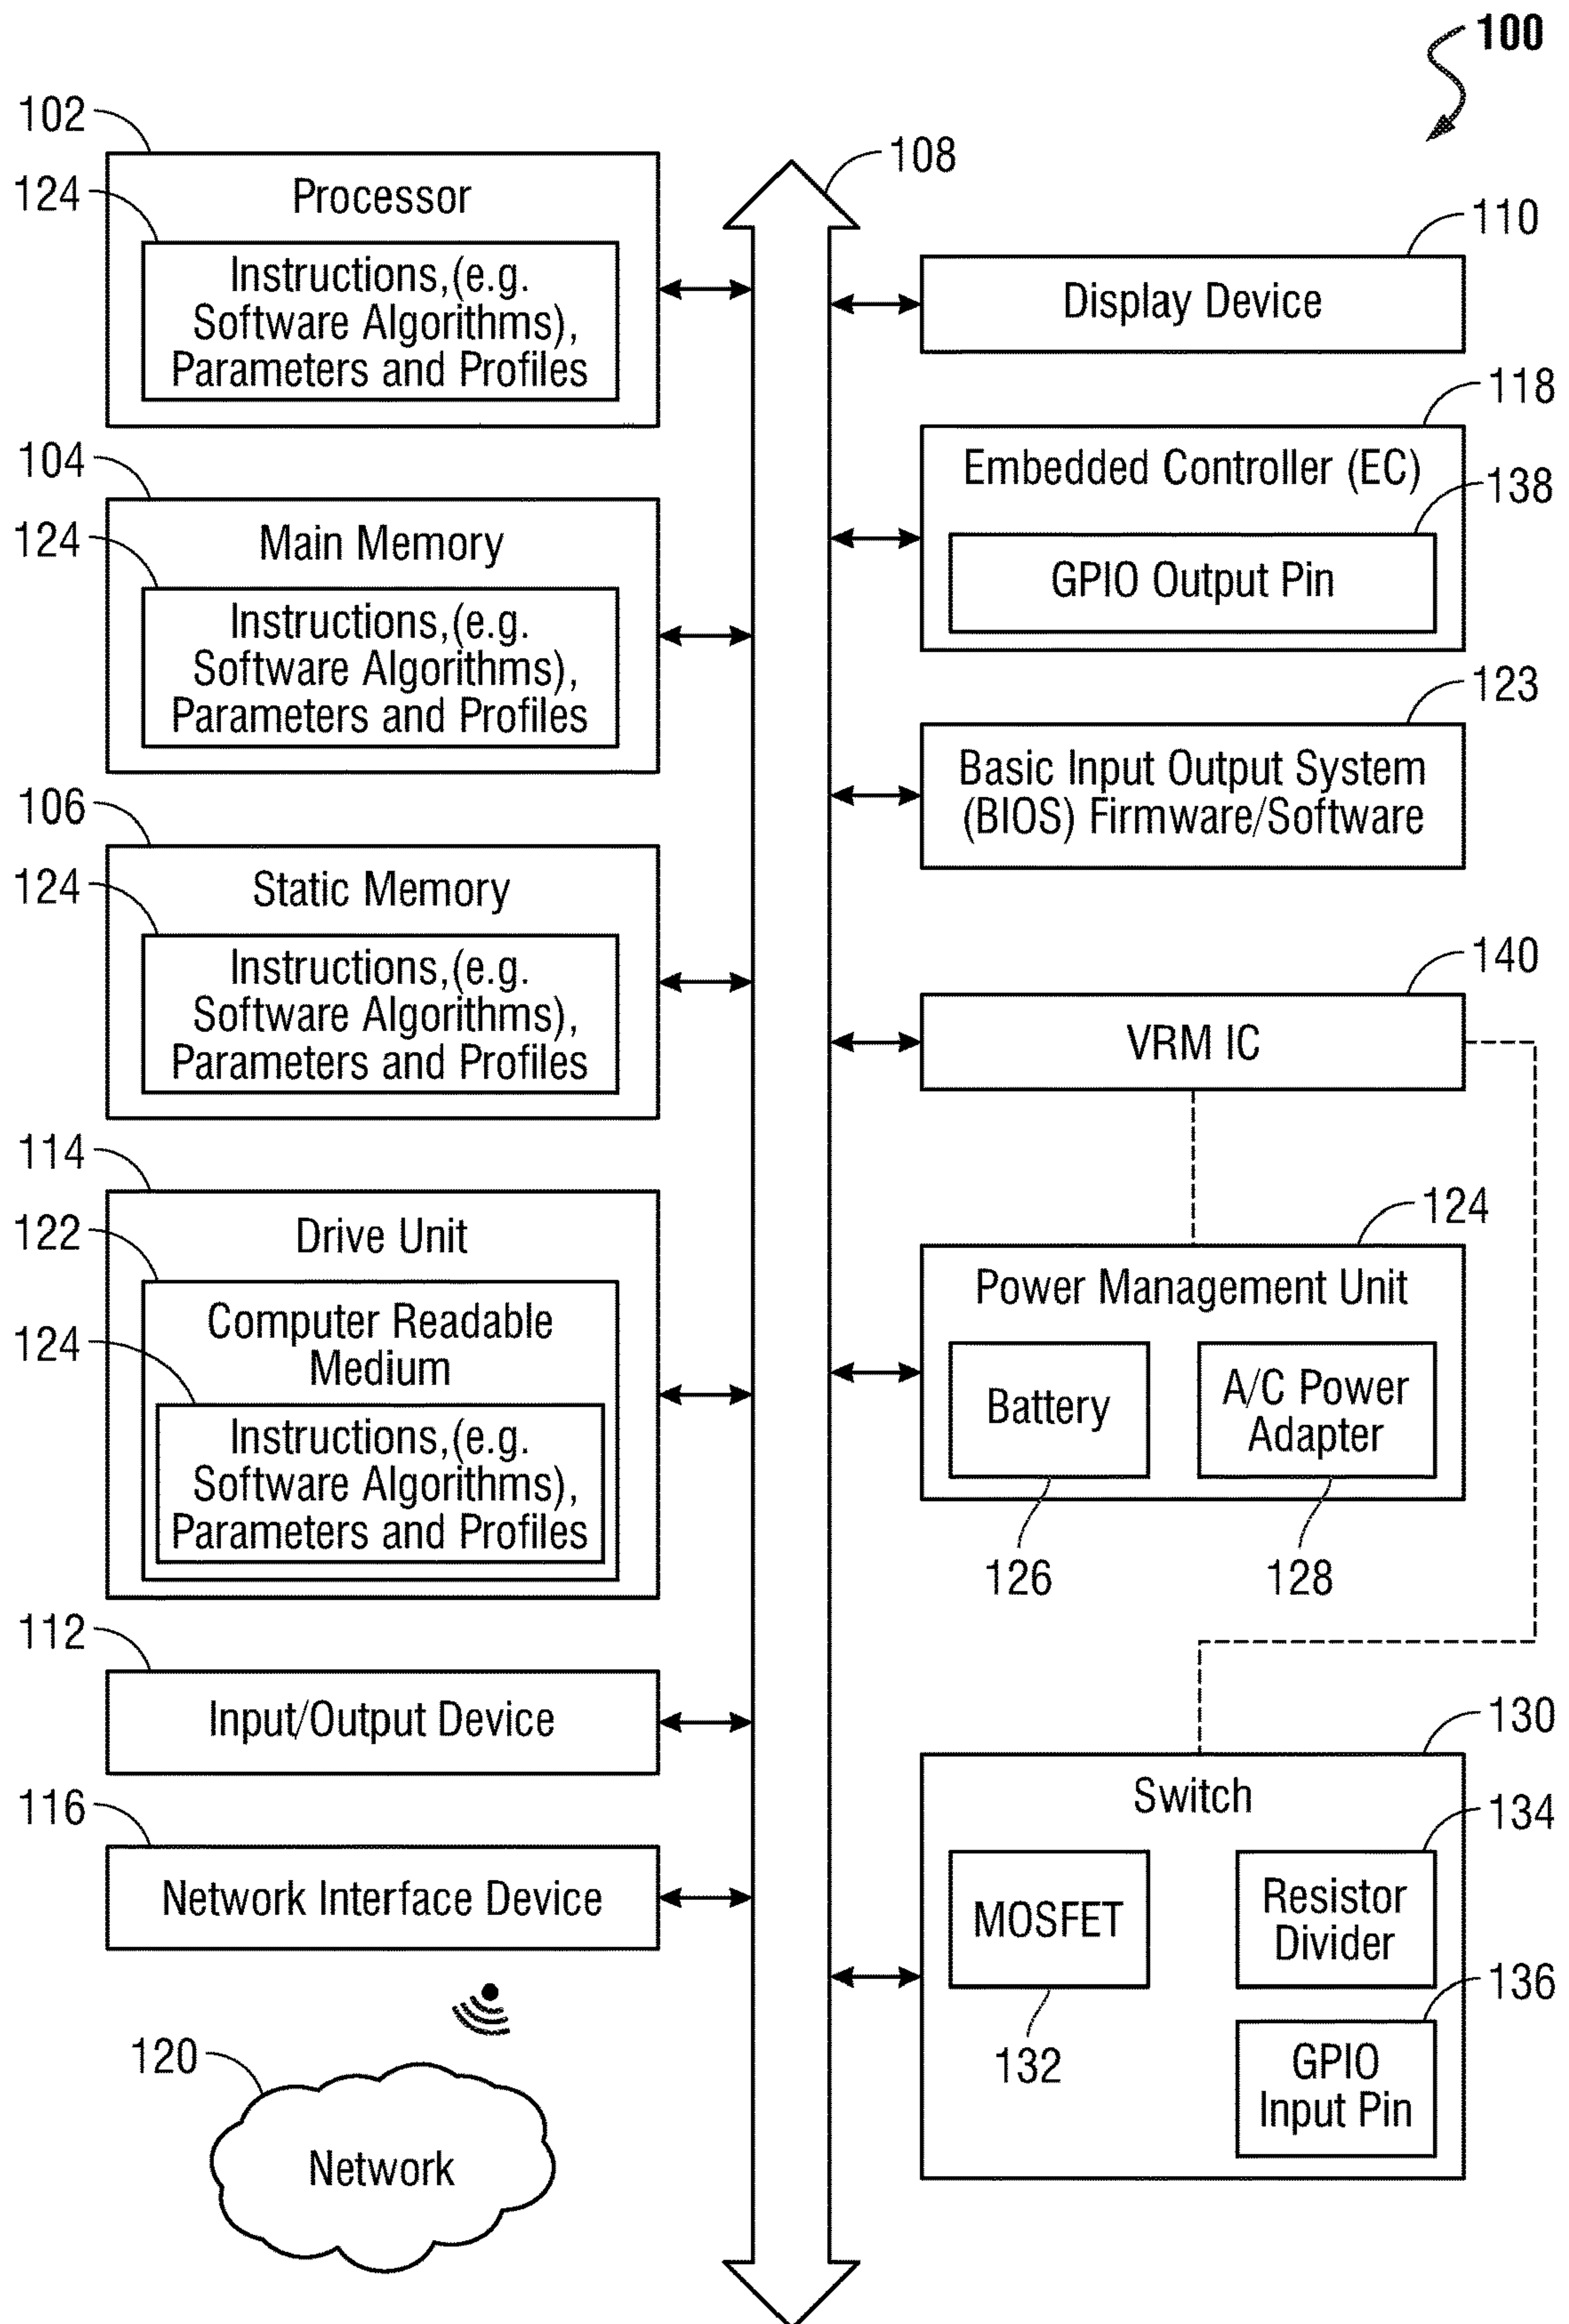 100
102
Processor
124
Instructions,(e.g.
Software Algorithms),
Parameters and Profiles
104
Main Memory
124
Instructions,(e.g.
Software Algorithms),
Parameters and Profiles
106
Static Memory
124
Instructions,(e.g.
Software Algorithms),
Parameters and Profiles
114
Drive Unit
122
Computer Readable
Medium
124
Instructions,(e.g.
Software Algorithms),
Parameters and Profiles
112
Input/Output Device
116
Network Interface Device
120
Network
108
110
Display Device
118
Embedded Controller (EC)
138
GPIO Output Pin
123
Basic Input Output System
(BIOS) Firmware/Software
140
VRM IC
124
Power Management Unit
Battery
A/C Power
Adapter
126
128
130
Switch
134
MOSFET
Resistor
Divider
132
136
GPIO
Input Pin